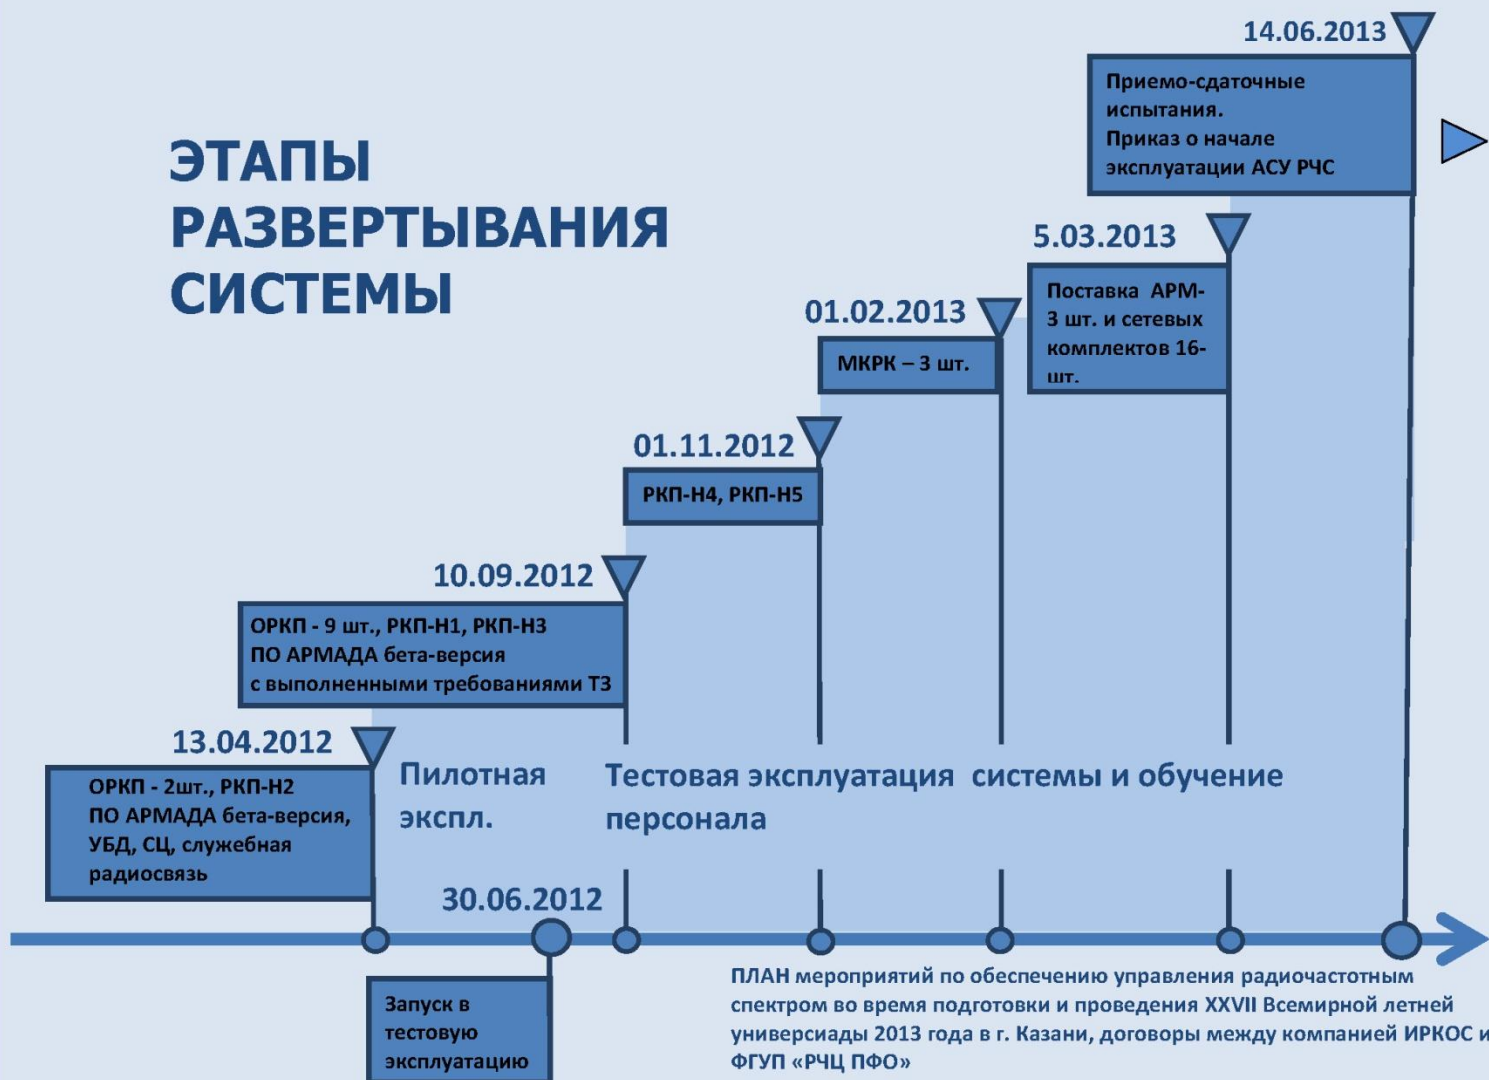 ЭТАПЫ
РАЗВЕРТЫВАНИЯ
СИСТЕМЫ
14.06.2013
Приемо-сдаточные
испытания.
Приказ о начале
эксплуатации АСУ РЧС
5.03.2013
Поставка АРМ-
3 шт. и сетевых
комплектов 16-
шт.
01.02.2013
МКРК – 3 шт.
01.11.2012
РКП-Н4, РКП-Н5
10.09.2012
ОРКП - 9 шт., РКП-Н1, РКП-Н3
ПО АРМАДА бета-версия
с выполненными требованиями ТЗ
13.04.2012
ОРКП - 2шт., РКП-Н2
ПО АРМАДА бета-версия,
УБД, СЦ, служебная
радиосвязь
Пилотная
экспл.
Тестовая эксплуатация системы и обучение
персонала
30.06.2012
Запуск в
тестовую
эксплуатацию
ПЛАН мероприятий по обеспечению управления радиочастотным
спектром во время подготовки и проведения XXVII Всемирной летней
универсиады 2013 года в г. Казани, договоры между компанией ИРКОС и
ФГУП «РЧЦ ПФО»